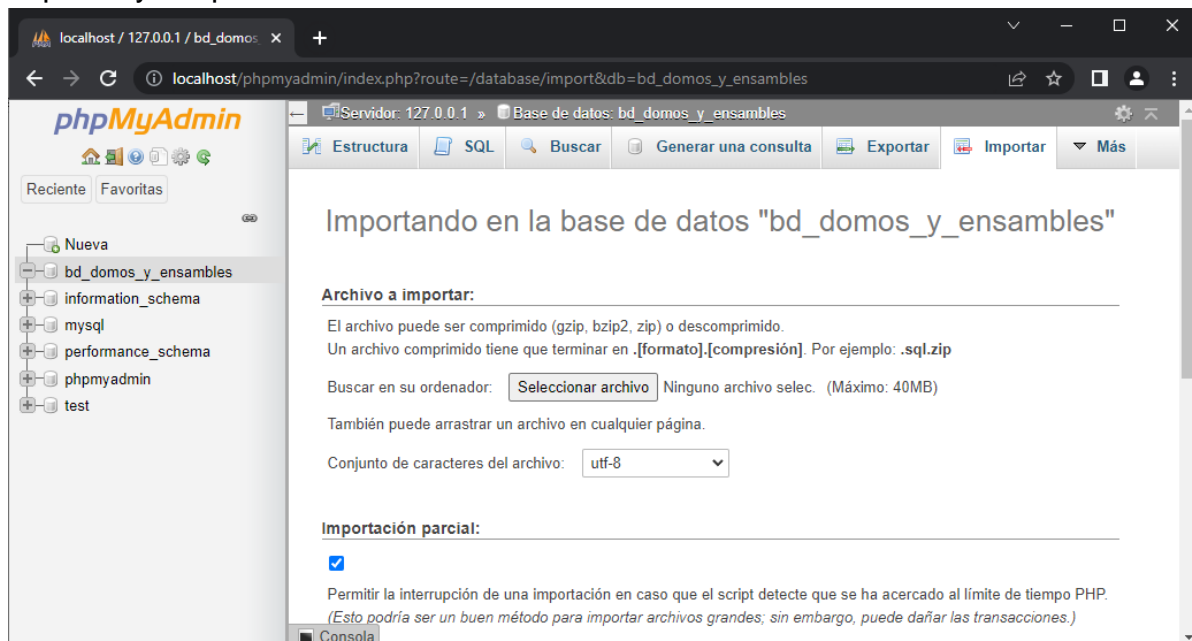 localhost / 127.0.0.1 / bd_domos_
localhost/phpmyadmin/index.php?route=/database/import&db=bd_domos_y_ensambles
phpMyAdmin
Reciente Favoritas
Nueva
bd_domos_y_ensambles
information_schema
mysql
performance_schema
phpmyadmin
test
Servidor: 127.0.0.1 » Base de datos: bd_domos_y_ensambles
Estructura SQL Buscar Generar una consulta Exportar Importar Más
Importando en la base de datos "bd_domos_y_ensambles"
Archivo a importar:
El archivo puede ser comprimido (gzip, bzip2, zip) o descomprimido.
Un archivo comprimido tiene que terminar en .[formato].[compresión]. Por ejemplo: .sql.zip
Buscar en su ordenador: Seleccionar archivo Ninguno archivo selec. (Máximo: 40MB)
También puede arrastrar un archivo en cualquier página.
Conjunto de caracteres del archivo: utf-8
Importación parcial:
Permitir la interrupción de una importación en caso que el script detecte que se ha acercado al límite de tiempo PHP.
(Esto podría ser un buen método para importar archivos grandes; sin embargo, puede dañar las transacciones.)
Consola